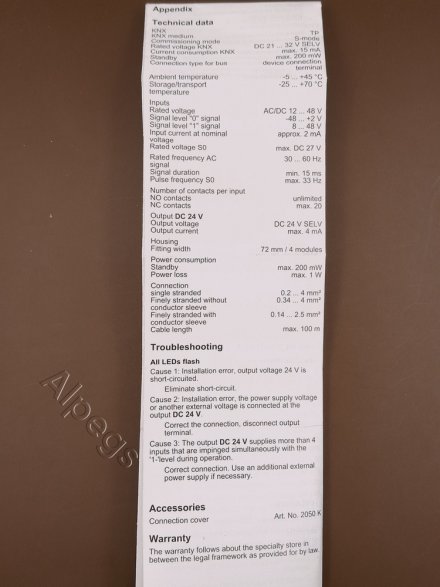 Appendix
Technical data
KNX
KNX medium TP
Commissioning mode S-mode
Rated voltage KNX DC 21 ... 32 V SELV
Current consumption KNX max. 15 mA
Standby max. 200 mW
Connection type for bus device connection
terminal
Ambient temperature -5 ... +45 °C
Storage/transport -25 ... +70 °C
temperature
Inputs
Rated voltage AC/DC 12 ... 48 V
Signal level "0" signal -48 ... +2 V
Signal level "1" signal 8 ... 48 V
Input current at nominal approx. 2 mA
voltage
Rated voltage S0 max. DC 27 V
Rated frequency AC 30 ... 60 Hz
signal
Signal duration min. 15 ms
Pulse frequency S0 max. 33 Hz
Number of contacts per input
NO contacts unlimited
NC contacts max. 20
Output DC 24 V
Output voltage DC 24 V SELV
Output current max. 4 mA
Housing
Fitting width 72 mm / 4 modules
Power consumption
Standby max. 200 mW
Power loss max. 1 W
Connection
single stranded 0.2 ... 4 mm²
Finely stranded without 0.34 ... 4 mm²
conductor sleeve
Finely stranded with 0.14 ... 2.5 mm²
conductor sleeve
Cable length max. 100 m
Troubleshooting
All LEDs flash
Cause 1: Installation error, output voltage 24 V is
short-circuited.
Eliminate short-circuit.
Cause 2: Installation error, the power supply voltage
or another external voltage is connected at the
output DC 24 V.
Correct the connection, disconnect output
terminal.
Cause 3: The output DC 24 V supplies more than 4
inputs that are impinged simultaneously with the
'1-'level during operation.
Correct connection. Use an additional external
power supply if necessary.
Accessories
Connection cover Art. No. 2050 K
Warranty
The warranty follows about the specialty store in
between the legal framework as provided for by law.
Alpegs